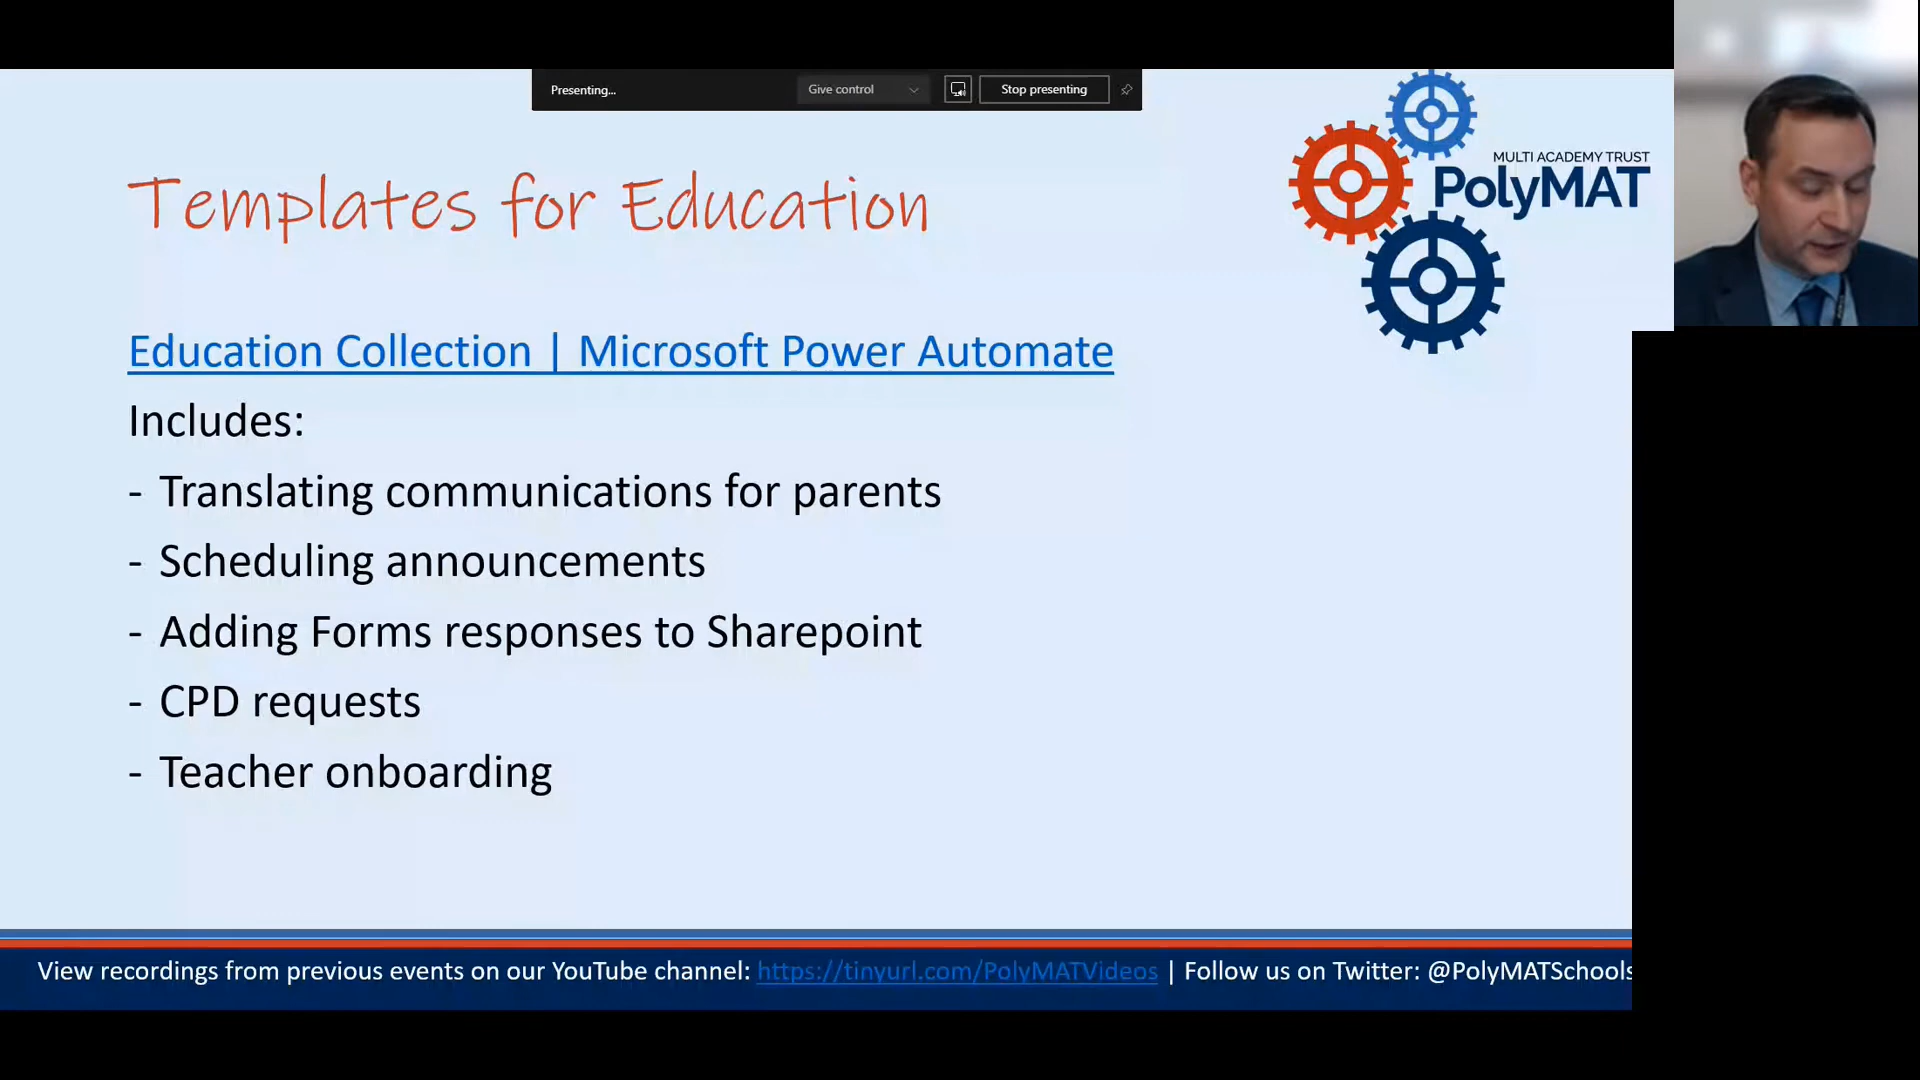 Presenting...
Give control
Stop presenting
MULTI ACADEMY TRUST
PolyMAT
Templates for Education
Education Collection | Microsoft Power Automate
Includes:
- Translating communications for parents
- Scheduling announcements
- Adding Forms responses to Sharepoint
- CPD requests
- Teacher onboarding
View recordings from previous events on our YouTube channel: https://tinyurl.com/PolyMATVideos | Follow us on Twitter: @PolyMATSchools